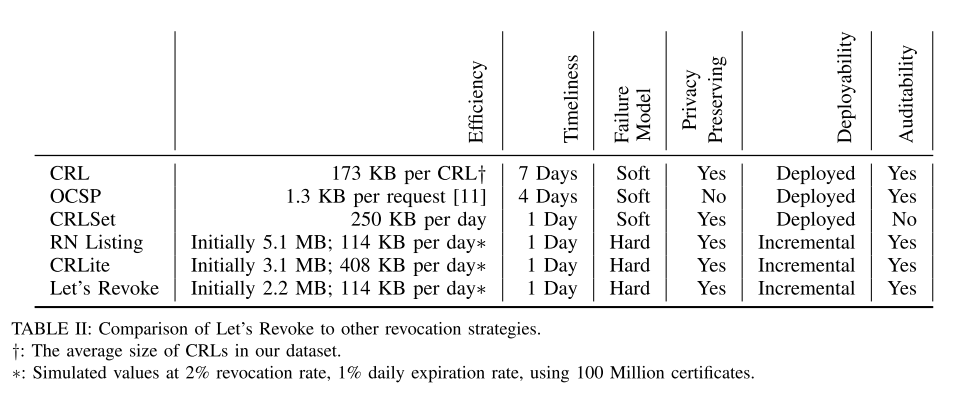 Efficiency Timeliness Failure Model Privacy Preserving Deployability Auditability
CRL 173 KB per CRL† 7 Days Soft Yes Deployed Yes
OCSP 1.3 KB per request [11] 4 Days Soft No Deployed Yes
CRLSet 250 KB per day 1 Day Soft Yes Deployed No
RN Listing Initially 5.1 MB; 114 KB per day∗ 1 Day Hard Yes Incremental Yes
CRLite Initially 3.1 MB; 408 KB per day∗ 1 Day Hard Yes Incremental Yes
Let's Revoke Initially 2.2 MB; 114 KB per day∗ 1 Day Hard Yes Incremental Yes
TABLE II: Comparison of Let's Revoke to other revocation strategies.
†: The average size of CRLs in our dataset.
∗: Simulated values at 2% revocation rate, 1% daily expiration rate, using 100 Million certificates.